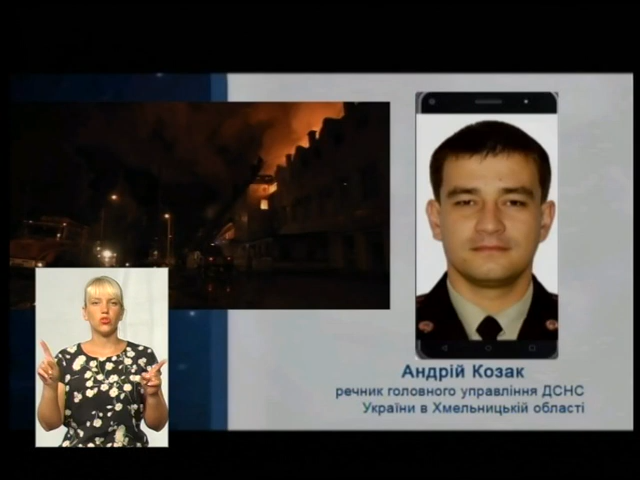 Андрій Козак
речник головного управління ДСНС
України в Хмельницькій області